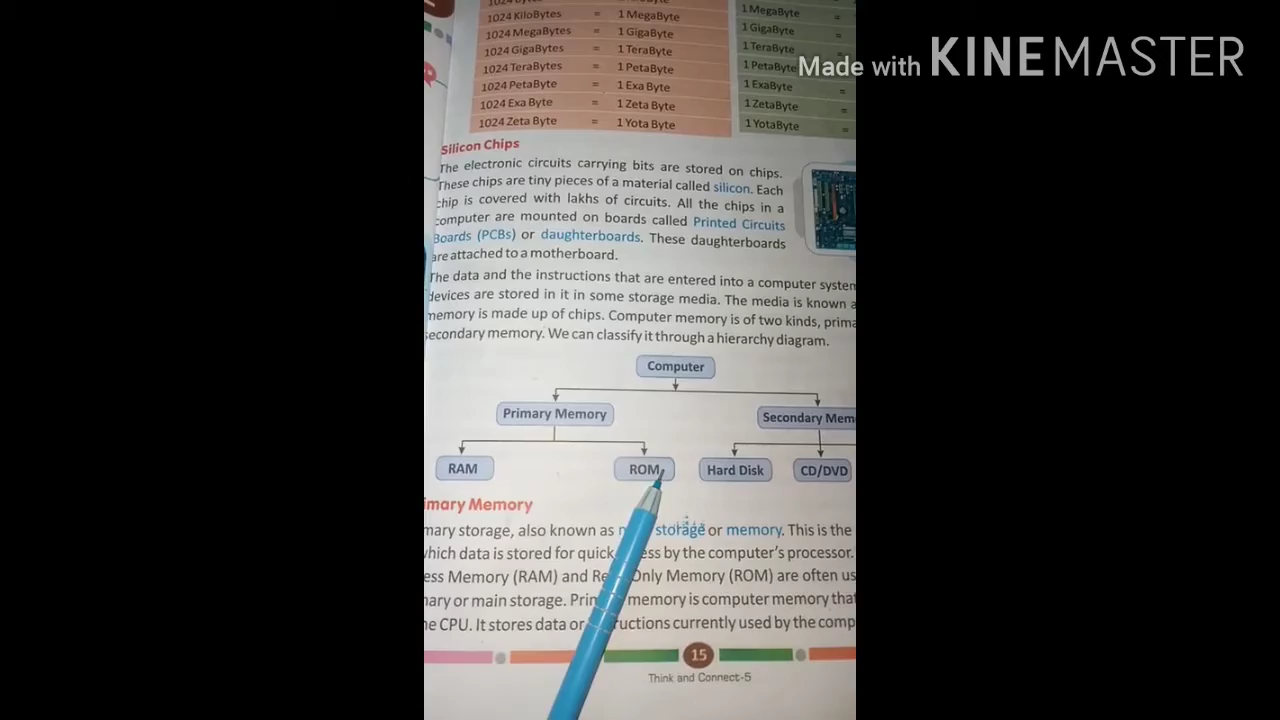 1024 KiloBytes = 1 MegaByte 1 MegaByte =
1024 MegaBytes = 1 GigaByte 1 GigaByte =
1024 GigaBytes = 1 TeraByte 1 TeraByte =
1024 TeraBytes = 1 PetaByte 1 PetaByte
1024 PetaByte = 1 Exa Byte 1 ExaByte =
1024 Exa Byte = 1 Zeta Byte 1 ZetaByte =
1024 Zeta Byte = 1 Yota Byte 1 YotaByte =
Made with KINEMASTER
Silicon Chips
The electronic circuits carrying bits are stored on chips.
These chips are tiny pieces of a material called silicon. Each
chip is covered with lakhs of circuits. All the chips in a
computer are mounted on boards called Printed Circuits
Boards (PCBs) or daughterboards. These daughterboards
are attached to a motherboard.
The data and the instructions that are entered into a computer system
devices are stored in it in some storage media. The media is known a
memory is made up of chips. Computer memory is of two kinds, prima
secondary memory. We can classify it through a hierarchy diagram.
Computer
Primary Memory Secondary Mem
RAM ROM Hard Disk CD/DVD
imary Memory
mary storage, also known as storage or memory. This is the
which data is stored for quick ess by the computer's processor.
ess Memory (RAM) and Re Only Memory (ROM) are often us
nary or main storage. Prim memory is computer memory that
he CPU. It stores data or ructions currently used by the comp
15
Think and Connect-5